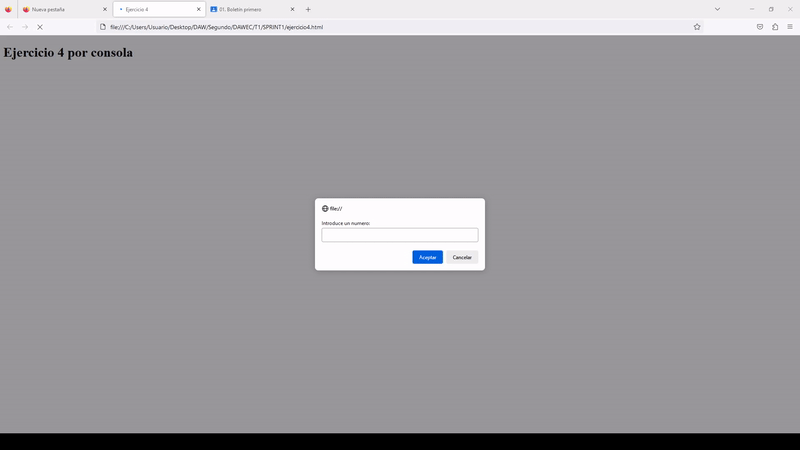 Nueva pestaña
Ejercicio 4
01. Boletín primero
file:///C:/Users/Usuario/Desktop/DAW/Segundo/DAWEC/T1/SPRINT1/ejercicio4.html
Ejercicio 4 por consola
file://
Introduce un numero:
Aceptar
Cancelar